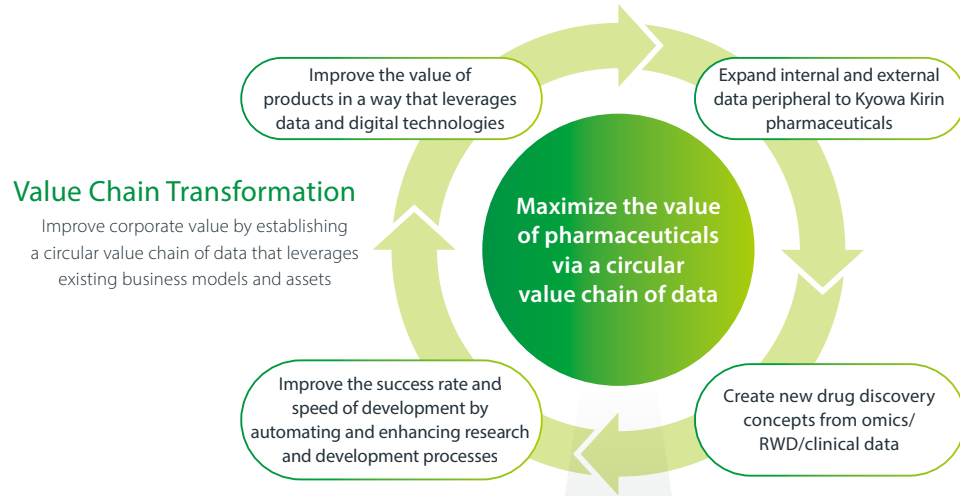 Improve the value of
products in a way that leverages
data and digital technologies
Expand internal and external
data peripheral to Kyowa Kirin
pharmaceuticals
Value Chain Transformation
Improve corporate value by establishing
a circular value chain of data that leverages
existing business models and assets
Maximize the value
of pharmaceuticals
via a circular
value chain of data
Improve the success rate and
speed of development by
automating and enhancing research
and development processes
Create new drug discovery
concepts from omics/
RWD/clinical data